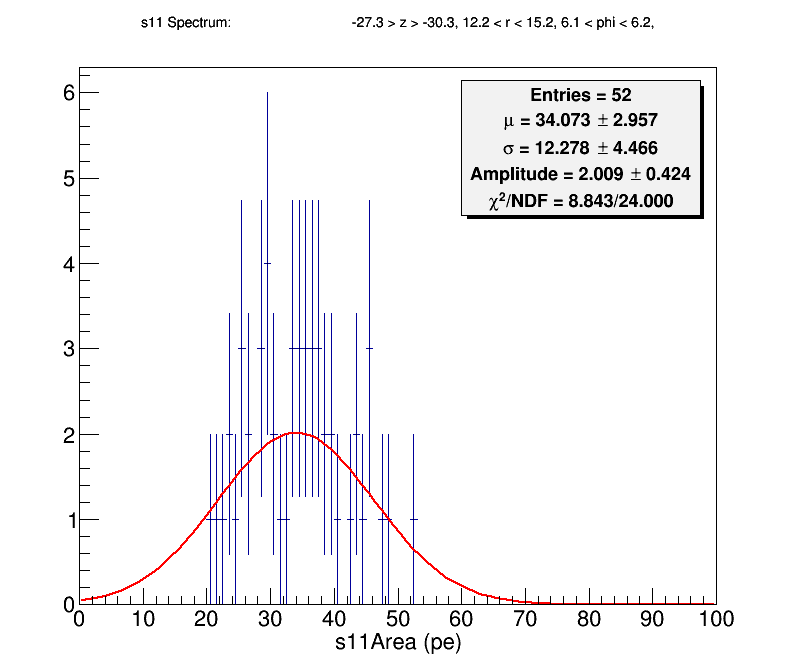 s11 Spectrum: -27.3 > z > -30.3, 12.2 < r < 15.2, 6.1 < phi < 6.2,
Entries = 52
μ = 34.073 ± 2.957
σ = 12.278 ± 4.466
Amplitude = 2.009 ± 0.424
χ²/NDF = 8.843/24.000
6
5
4
3
2
1
0
0 10 20 30 40 50 60 70 80 90 100
s11Area (pe)